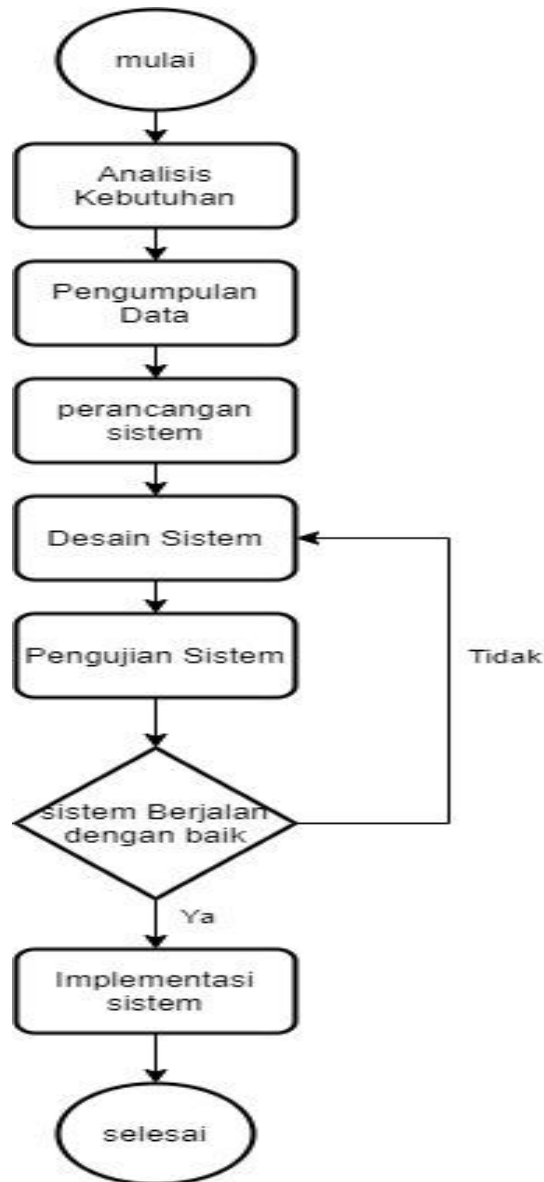 mulai
Analisis
Kebutuhan
Pengumpulan
Data
perancangan
sistem
Desain Sistem
Pengujian Sistem
Tidak
sistem Berjalan
dengan baik
Ya
Implementasi
sistem
selesai